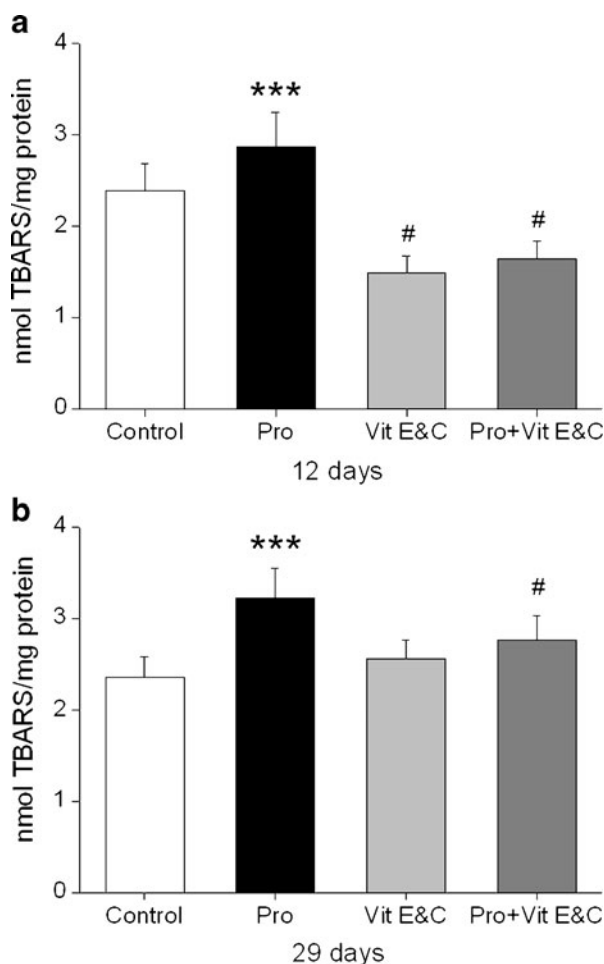 a
nmol TBARS/mg protein
4
3
2
1
0
***
#
#
Control Pro Vit E&C Pro+Vit E&C
12 days
b
nmol TBARS/mg protein
4
3
2
1
0
***
#
Control Pro Vit E&C Pro+Vit E&C
29 days